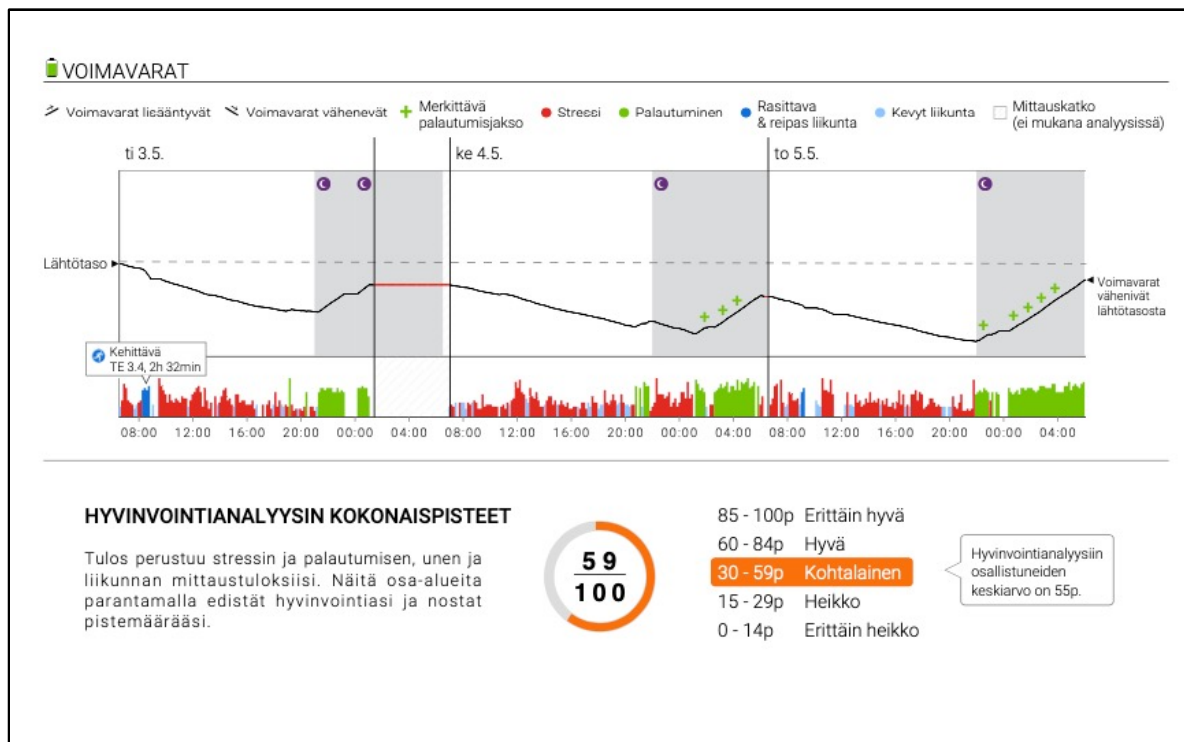 VOIMAVARAT
Voimavarat lisääntyvät
Voimavarat vähenevät
Merkittävä
palautumisjakso
Stressi
Palautuminen
Rasittava
& reipas liikunta
Kevyt liikunta
Mittauskatko
(ei mukana analyysissä)
ti 3.5.
ke 4.5.
to 5.5.
Lähtötaso
Voimavarat
vähenivät
lähtötasosta
Kehittävä
TE 3.4, 2h 32min
08:00 12:00 16:00 20:00 00:00 04:00 08:00 12:00 16:00 20:00 00:00 04:00 08:00 12:00 16:00 20:00 00:00 04:00
HYVINVOINTIANALYYSIN KOKONAISPISTEET
Tulos perustuu stressin ja palautumisen, unen ja
liikunnan mittaustuloksiisi. Näitä osa-alueita
parantamalla edistät hyvinvointiasi ja nostat
pistemäärääsi.
59
100
85 - 100p Erittäin hyvä
60 - 84p Hyvä
30 - 59p Kohtalainen
15 - 29p Heikko
0 - 14p Erittäin heikko
Hyvinvointianalyysiin
osallistuneiden
keskiarvo on 55p.